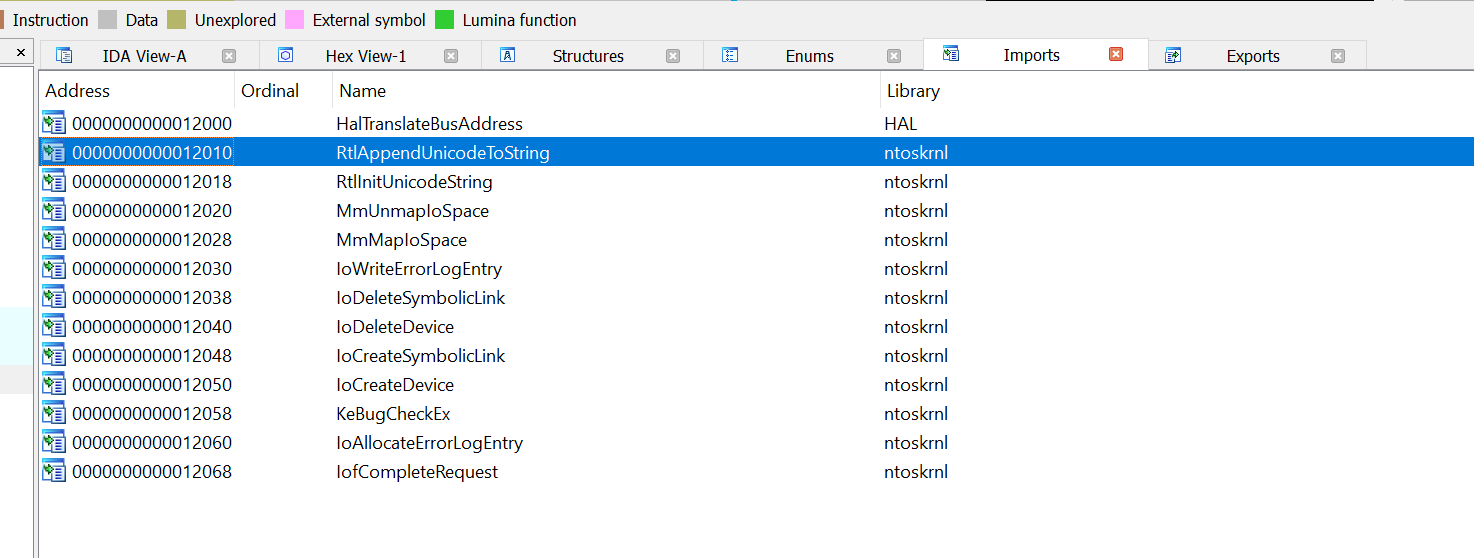 Instruction Data Unexplored External symbol Lumina function
IDA View-A Hex View-1 Structures Enums Imports Exports
Address Ordinal Name Library
0000000000012000 HalTranslateBusAddress HAL
0000000000012010 RtlAppendUnicodeToString ntoskrnl
0000000000012018 RtlInitUnicodeString ntoskrnl
0000000000012020 MmUnmapIoSpace ntoskrnl
0000000000012028 MmMapIoSpace ntoskrnl
0000000000012030 IoWriteErrorLogEntry ntoskrnl
0000000000012038 IoDeleteSymbolicLink ntoskrnl
0000000000012040 IoDeleteDevice ntoskrnl
0000000000012048 IoCreateSymbolicLink ntoskrnl
0000000000012050 IoCreateDevice ntoskrnl
0000000000012058 KeBugCheckEx ntoskrnl
0000000000012060 IoAllocateErrorLogEntry ntoskrnl
0000000000012068 IofCompleteRequest ntoskrnl